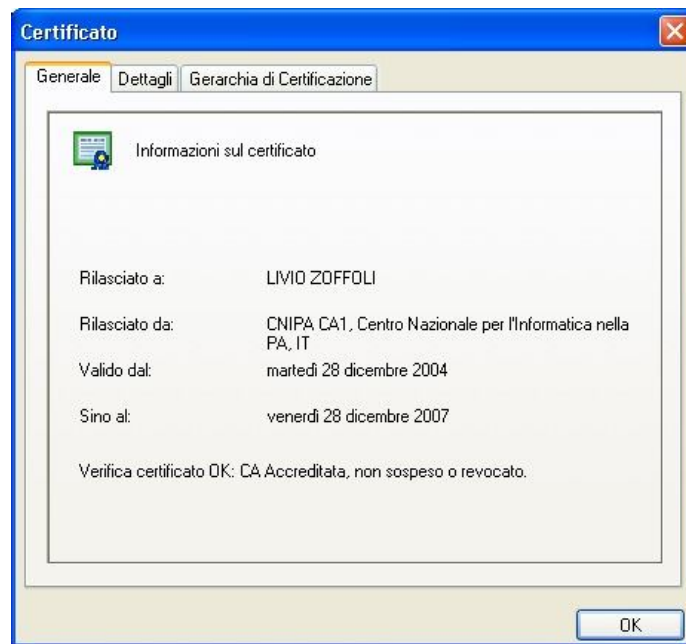 Certificato
Generale Dettagli Gerarchia di Certificazione
Informazioni sul certificato
Rilasciato a: LIVIO ZOFFOLI
Rilasciato da: CNIPA CA1, Centro Nazionale per l'Informatica nella
PA, IT
Valido dal: martedì 28 dicembre 2004
Sino al: venerdì 28 dicembre 2007
Verifica certificato OK: CA Accreditata, non sospeso o revocato.
OK